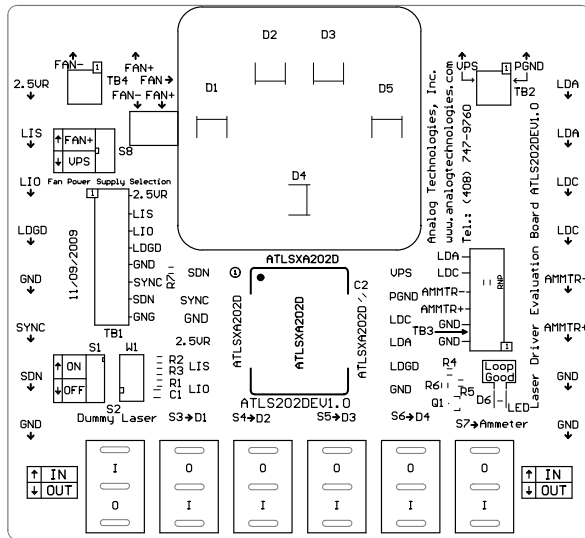 FAN-
1
TB4
FAN+
FAN
FAN- FAN+
2.5VR
D1
D2
D3
D5
D4
VPS
PGND
TB2
LDA
LIS
FAN+
VPS
S8
LDA
LIO
Fan Power Supply Selection
LDC
Analog Technologies, Inc.
www.analogtechnologies.com
Tel.: (408) 747-9760
Laser Driver Evaluation Board ATLS202DEV1.0
11/09/2009
1
2.5VR
LIS
LIO
LDGD
GND
SYNC
SDN
GNG
TB1
R7
LDGD
GND
SYNC
SDN
GND
LDC
AMMTR-
AMMTR+
GND
GND
ATLSXA202D
SDN
1
SYNC
GND
2.5VR
LIS
LIO
ATLSXA202D
ATLSXA202D
ATLSXA202D
C2
VPS
PGND
LDC
LDA
LDGD
GND
LDA
LDC
AMMTR-
AMMTR+
GND
GND
TB3
RNP
1
S1
ON
OFF
S2
W1
R2
R3
R1
C1
R4
R6
R5
Q1
Loop
Good
D6
LED
ATLS202DEV1.0
Dummy Laser
S3→D1
S4→D2
S5→D3
S6→D4
S7→Ammeter
↑ IN
↓ OUT
I
O
O
I
O
I
O
I
O
I
O
I
↑ IN
↓ OUT